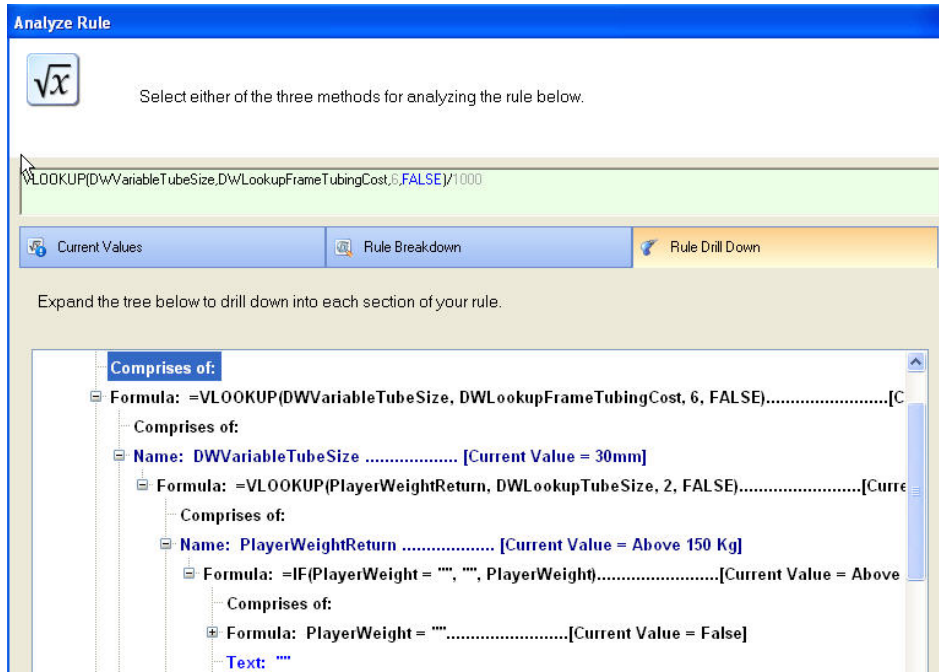 Analyze Rule
√x
Select either of the three methods for analyzing the rule below.
VLOOKUP(DWVariableTubeSize,DWLookupFrameTubingCost,6,FALSE)/1000
Current Values
Rule Breakdown
Rule Drill Down
Expand the tree below to drill down into each section of your rule.
Comprises of:
Formula: =VLOOKUP(DWVariableTubeSize, DWLookupFrameTubingCost, 6, FALSE).........................[C
Comprises of:
Name: DWVariableTubeSize ................... [Current Value = 30mm]
Formula: =VLOOKUP(PlayerWeightReturn, DWLookupTubeSize, 2, FALSE).........................[Curre
Comprises of:
Name: PlayerWeightReturn ................... [Current Value = Above 150 Kg]
Formula: =IF(PlayerWeight = "", "", PlayerWeight).........................[Current Value = Above
Comprises of:
Formula: PlayerWeight = "".........................[Current Value = False]
Text: ""